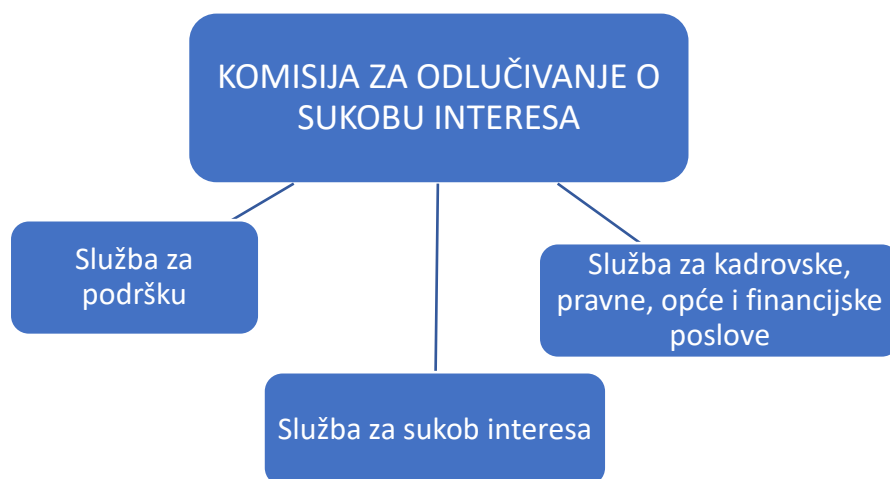 KOMISIJA ZA ODLUČIVANJE O
SUKOBU INTERESA
Služba za
podršku
Služba za kadrovske,
pravne, opće i financijske
poslove
Služba za sukob interesa